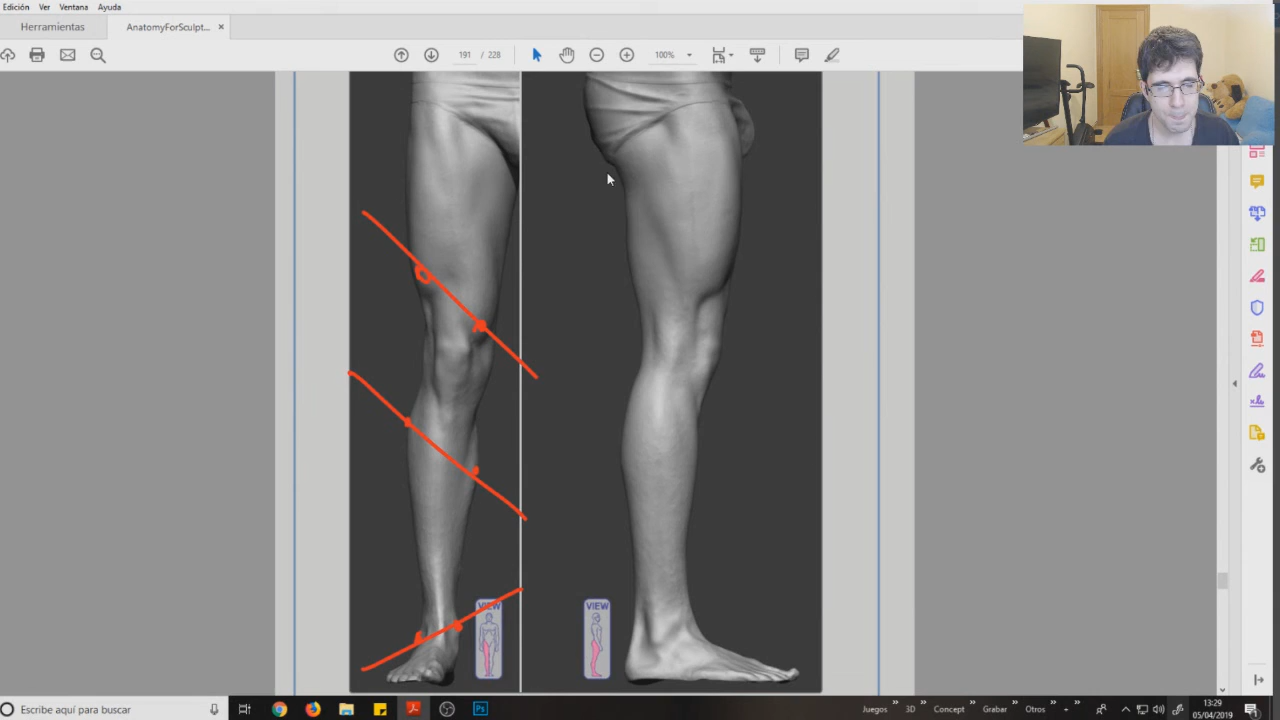 Edición Ver Ventana Ayuda
Herramientas AnatomyForSculpt... ×
191 / 228 100%
VIEW VIEW
Escribe aquí para buscar
Juegos » 3D » Concept » Grabar » Otros »
13:29
05/04/2019